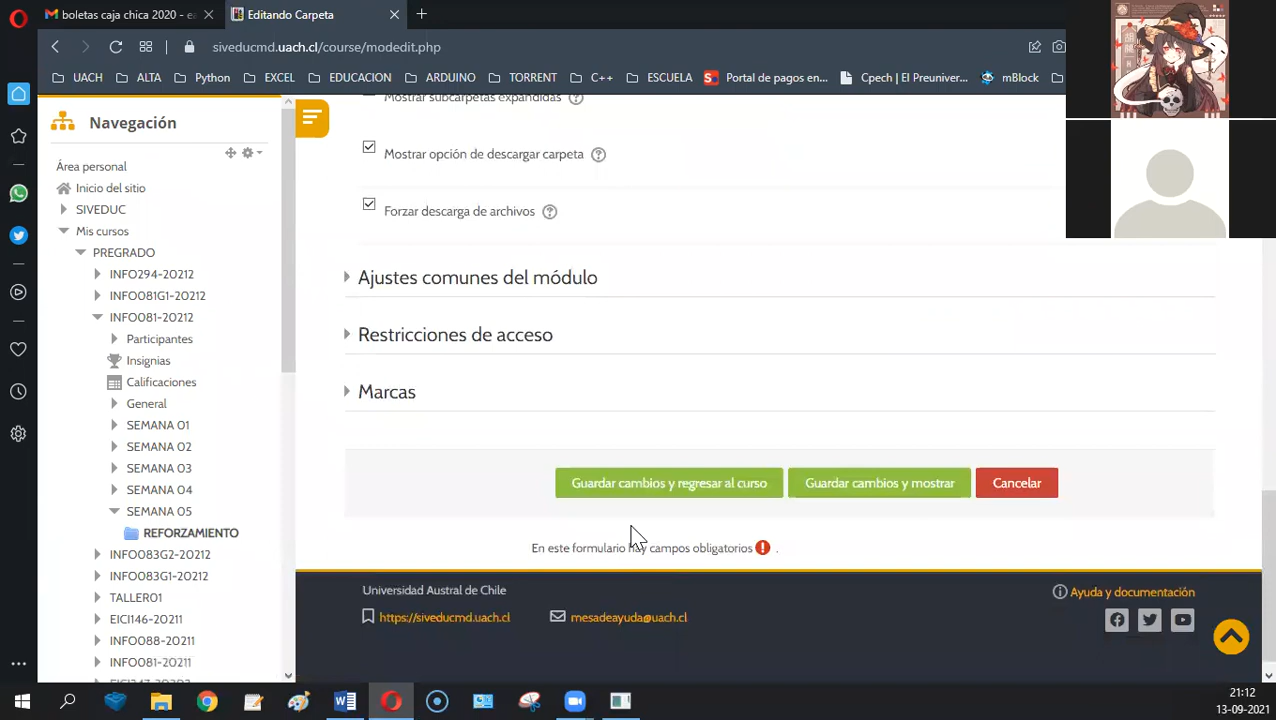 boletas caja chica 2020 - e
Editando Carpeta
siveducmd.uach.cl/course/modedit.php
UACH
ALTA
Python
EXCEL
EDUCACION
ARDUINO
TORRENT
C++
ESCUELA
Portal de pagos en...
Cpech | El Preuniver...
mBlock
Navegación
Área personal
Inicio del sitio
SIVEDUC
Mis cursos
PREGRADO
INFO294-20212
INFO081G1-20212
INFO081-20212
Participantes
Insignias
Calificaciones
General
SEMANA 01
SEMANA 02
SEMANA 03
SEMANA 04
SEMANA 05
REFORZAMIENTO
INFO083G2-20212
INFO083G1-20212
TALLER01
EICI146-20211
INFO088-20211
INFO081-20211
Mostrar subcarpetas expandidas
Mostrar opción de descargar carpeta
Forzar descarga de archivos
Ajustes comunes del módulo
Restricciones de acceso
Marcas
Guardar cambios y regresar al curso
Guardar cambios y mostrar
Cancelar
En este formulario hay campos obligatorios .
Universidad Austral de Chile
https://siveducmd.uach.cl
mesadeayuda@uach.cl
Ayuda y documentación
21:12
13-09-2021